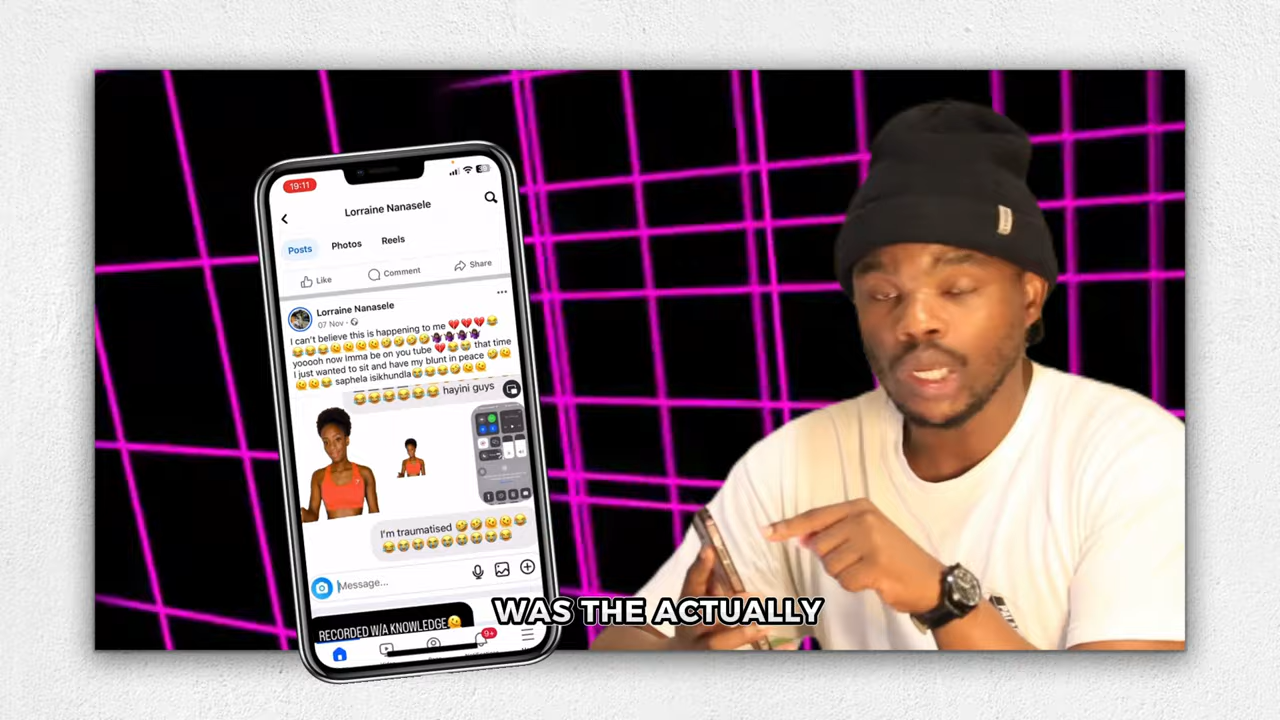 19:11
Lorraine Nanasele
Posts Photos Reels
Like Comment Share
Lorraine Nanasele
07 Nov
I can't believe this is happening to me 💔💔💔😂
yooooh now imma be on you tube 💔😂😭 that time
I just wanted to sit and have my blunt in peace
saphela isikhundla
hayini guys
I'm traumatised
Message...
RECORDED W/A KNOWLEDGE
9+
WAS THE ACTUALLY